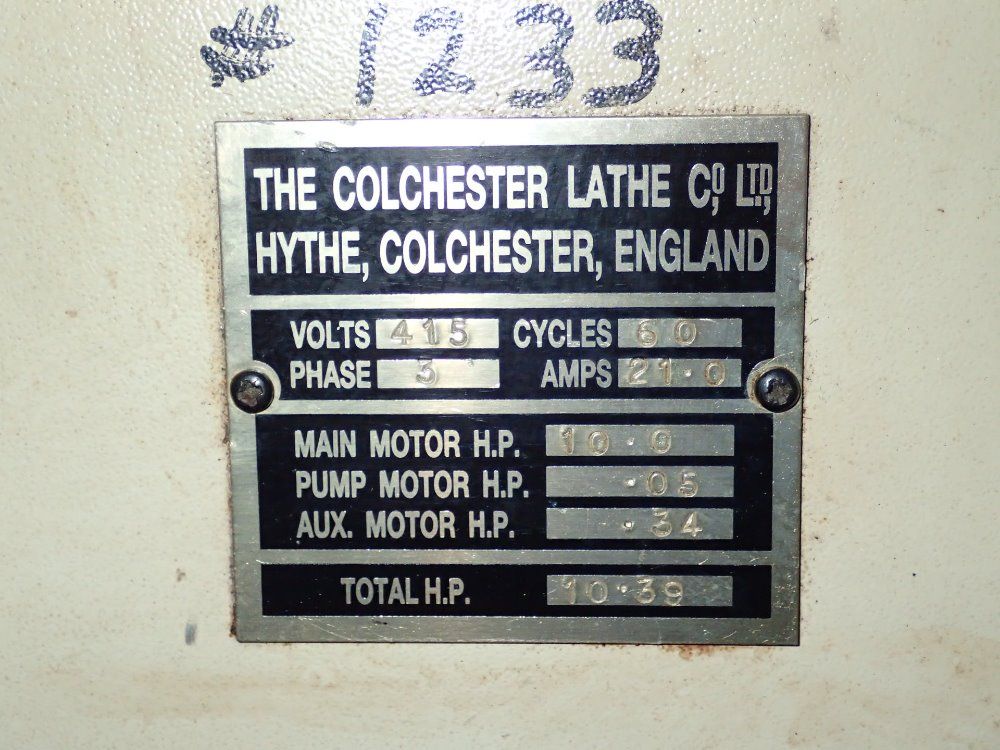 #1233
THE COLCHESTER LATHE CO, LTD,
HYTHE, COLCHESTER, ENGLAND
VOLTS 415 CYCLES 60
PHASE 3 AMPS 21·0
MAIN MOTOR H.P. 10·0
PUMP MOTOR H.P. ·05
AUX. MOTOR H.P. ·34
TOTAL H.P. 10·39